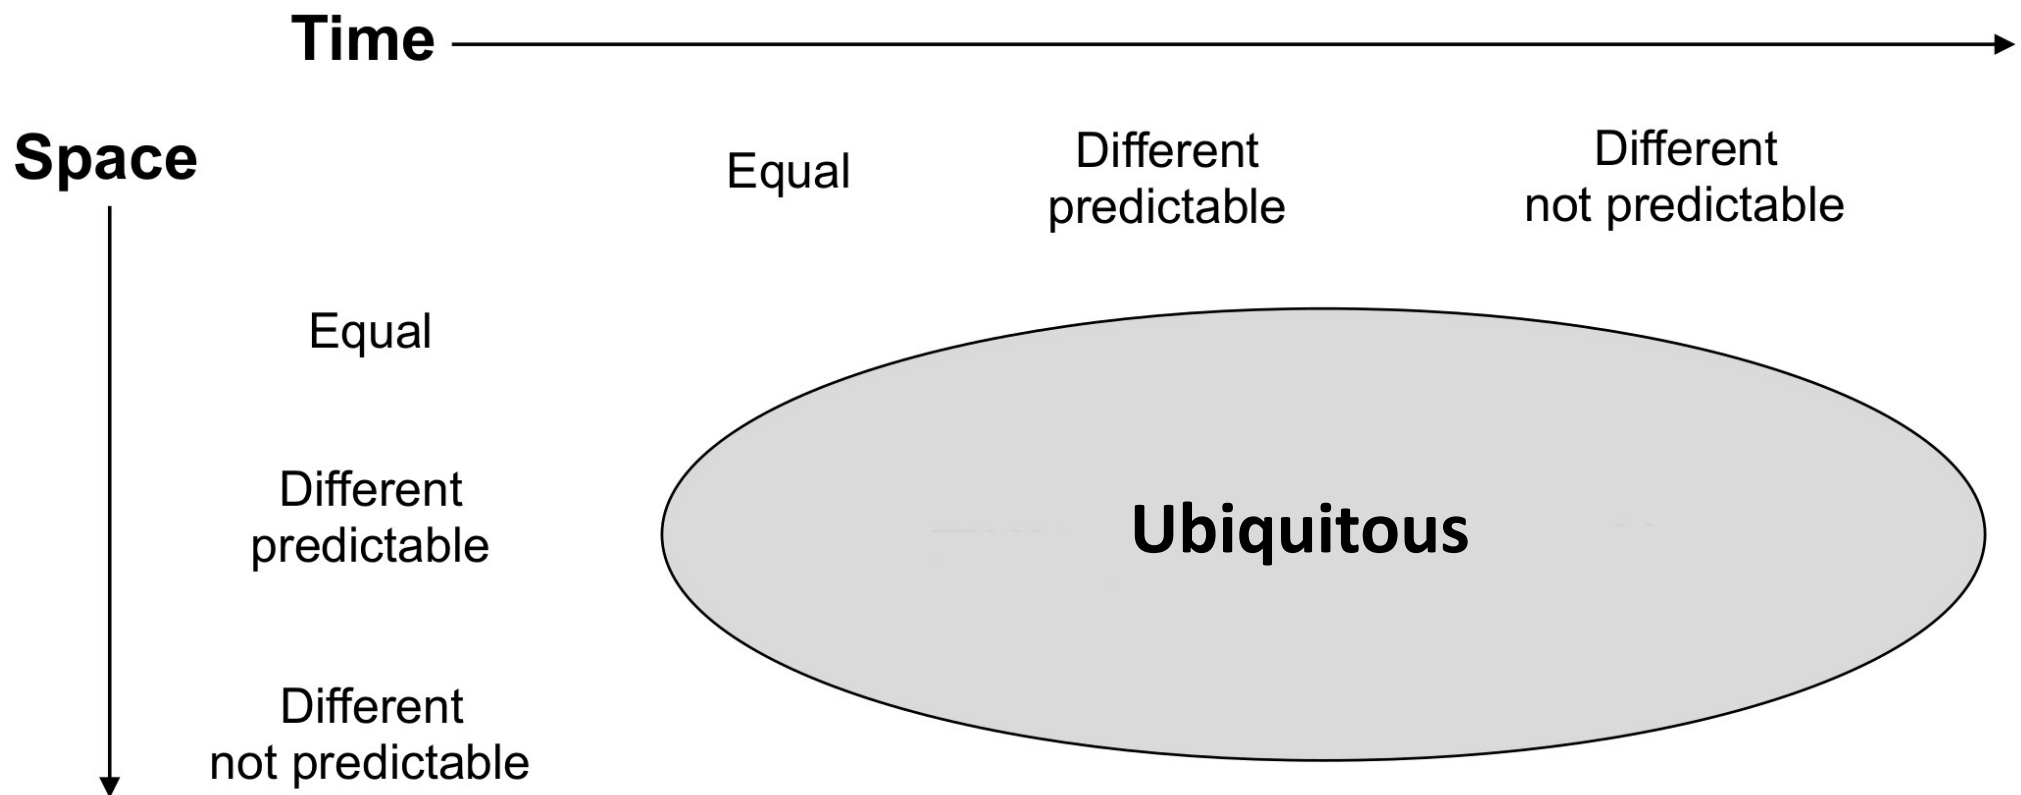 Time
Space
Equal
Different
predictable
Different
not predictable
Equal
Different
predictable
Ubiquitous
Different
not predictable